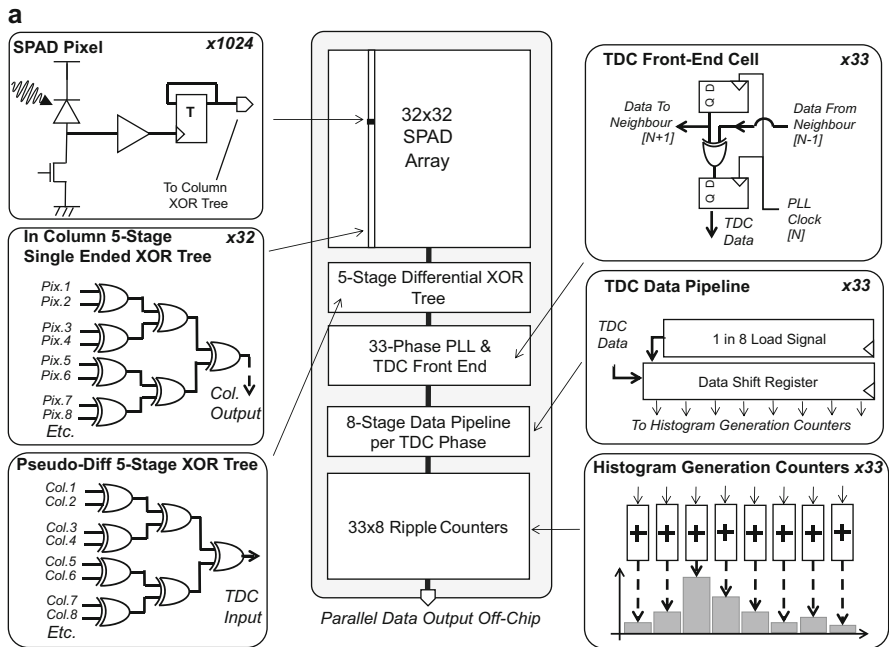 a
SPAD Pixel
x1024
T
To Column
XOR Tree
In Column 5-Stage
Single Ended XOR Tree
x32
Pix.1
Pix.2
Pix.3
Pix.4
Pix.5
Pix.6
Pix.7
Pix.8
Etc.
Col.
Output
Pseudo-Diff 5-Stage XOR Tree
Col.1
Col.2
Col.3
Col.4
Col.5
Col.6
Col.7
Col.8
Etc.
TDC
Input
32x32
SPAD
Array
5-Stage Differential XOR
Tree
33-Phase PLL &
TDC Front End
8-Stage Data Pipeline
per TDC Phase
33x8 Ripple Counters
Parallel Data Output Off-Chip
TDC Front-End Cell
x33
Q D
Data To
Neighbour
[N+1]
Data From
Neighbour
[N-1]
Q D
TDC
Data
PLL
Clock
[N]
TDC Data Pipeline
x33
TDC
Data
1 in 8 Load Signal
Data Shift Register
To Histogram Generation Counters
Histogram Generation Counters x33
+ + + + + + + +